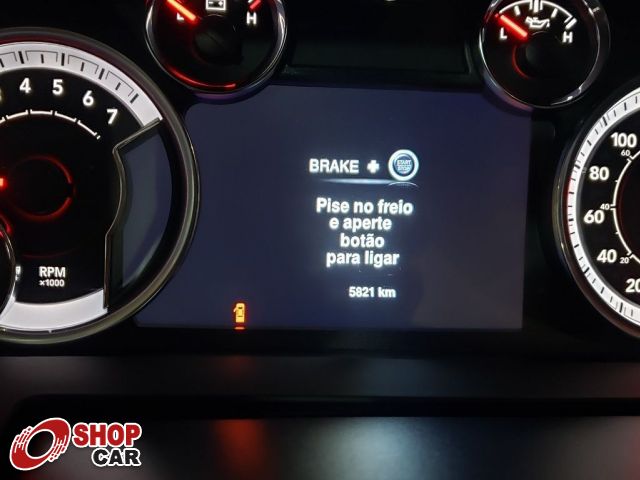 L H
L H
3 4 5 6 7
RPM
x1000
BRAKE + START STOP
Pise no freio
e aperte
botão
para ligar
5821 km
100
80
60
40
20
60
40
20
SHOP
CAR